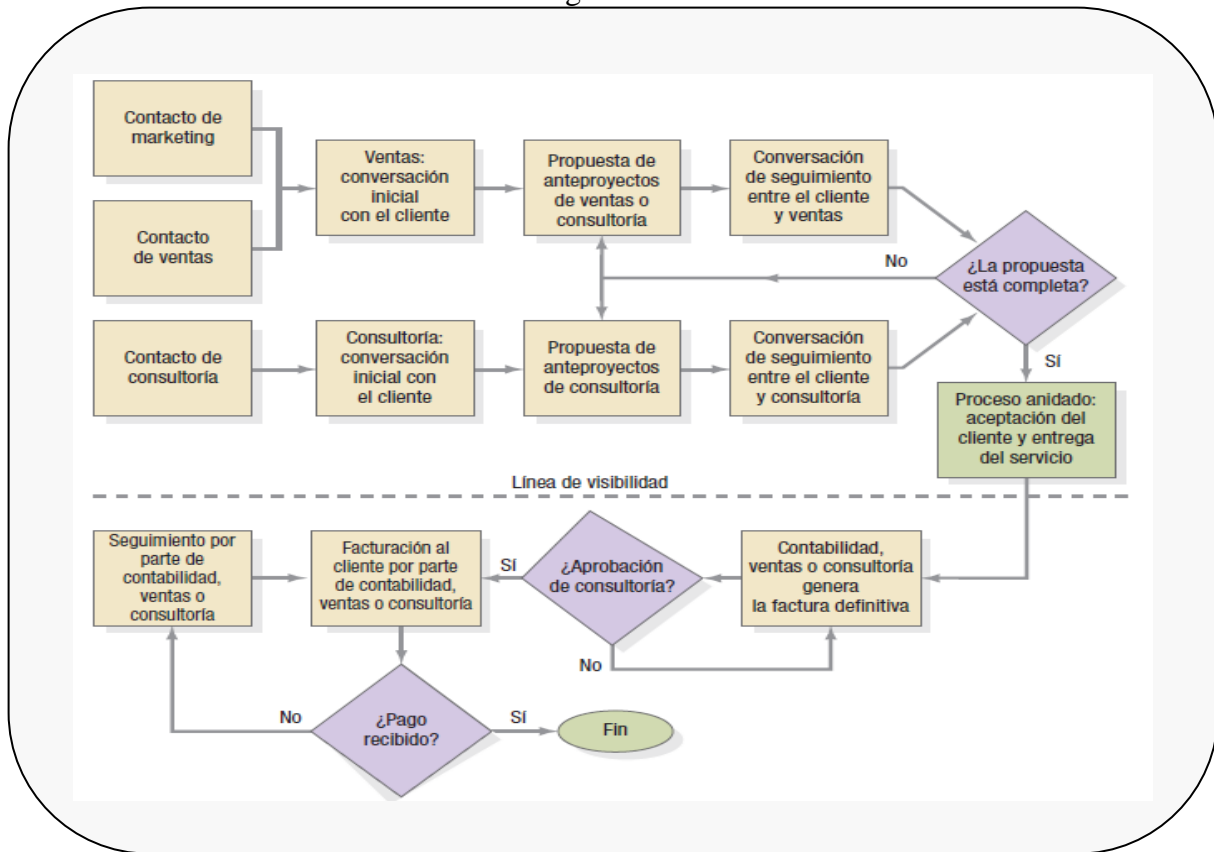 Contacto de
marketing
Contacto
de ventas
Ventas:
conversación
inicial
con el cliente
Propuesta de
anteproyectos
de ventas o
consultoría
Conversación
de seguimiento
entre el cliente
y ventas
No
¿La propuesta
está completa?
Contacto de
consultoría
Consultoría:
conversación
inicial con
el cliente
Propuesta de
anteproyectos
de consultoría
Conversación
de seguimiento
entre el cliente
y consultoría
Sí
Proceso anidado:
aceptación del
cliente y entrega
del servicio
Línea de visibilidad
Seguimiento por
parte de
contabilidad,
ventas o
consultoría
Facturación al
cliente por parte
de contabilidad,
ventas o consultoría
Sí
¿Aprobación
de consultoría?
Contabilidad,
ventas o consultoría
genera
la factura definitiva
No
No
¿Pago
recibido?
Sí
Fin